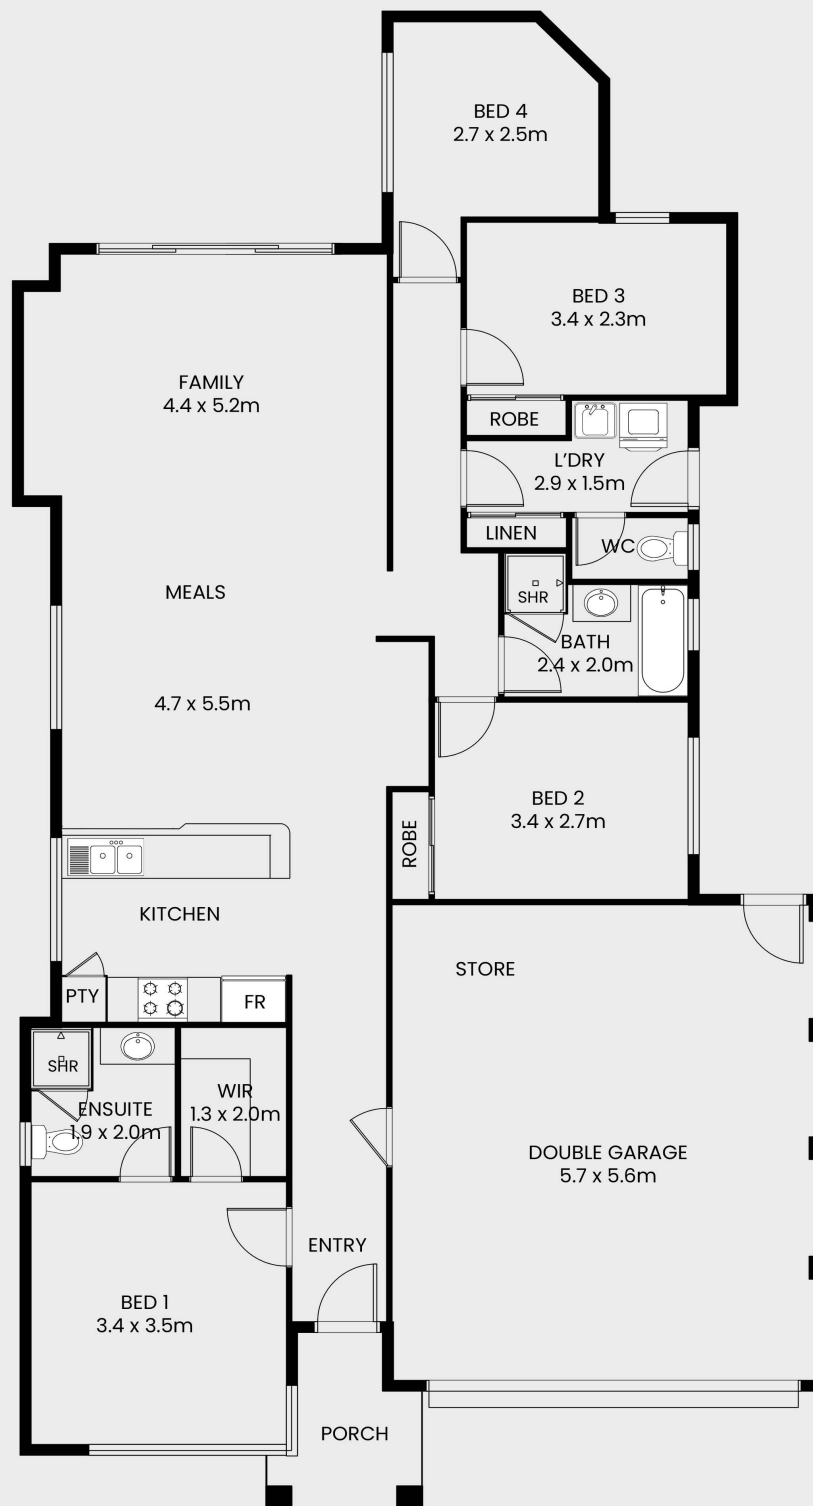 BED 4
2.7 x 2.5m
BED 3
3.4 x 2.3m
FAMILY
4.4 x 5.2m
ROBE
L'DRY
2.9 x 1.5m
LINEN
WC
MEALS
SHR
BATH
2.4 x 2.0m
4.7 x 5.5m
BED 2
3.4 x 2.7m
ROBE
KITCHEN
STORE
PTY
FR
SHR
ENSUITE
1.9 x 2.0m
WIR
1.3 x 2.0m
DOUBLE GARAGE
5.7 x 5.6m
ENTRY
BED 1
3.4 x 3.5m
PORCH